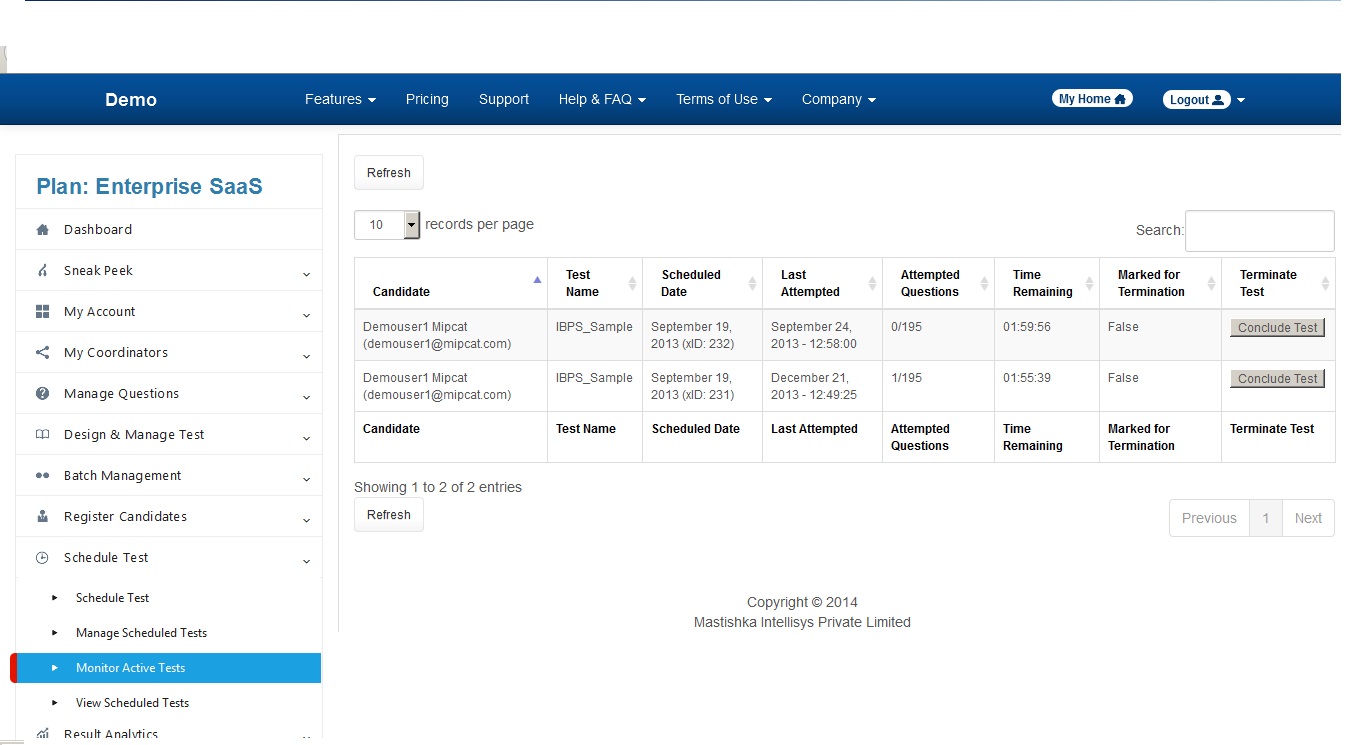 Demo Features Pricing Support Help & FAQ Terms of Use Company My Home Logout
Plan: Enterprise SaaS
Dashboard
Sneak Peek
My Account
My Coordinators
Manage Questions
Design & Manage Test
Batch Management
Register Candidates
Schedule Test
Schedule Test
Manage Scheduled Tests
Monitor Active Tests
View Scheduled Tests
Result Analytics
Refresh
10 records per page
Search:
Candidate Test Name Scheduled Date Last Attempted Attempted Questions Time Remaining Marked for Termination Terminate Test
Demouser1 Mipcat IBPS_Sample September 19, September 24, 0/195 01:59:56 False Conclude Test
(demouser1@mipcat.com) 2013 (xID: 232) 2013 - 12:58:00
Demouser1 Mipcat IBPS_Sample September 19, December 21, 1/195 01:55:39 False Conclude Test
(demouser1@mipcat.com) 2013 (xID: 231) 2013 - 12:49:25
Candidate Test Name Scheduled Date Last Attempted Attempted Time Marked for Terminate Test
Questions Remaining Termination
Showing 1 to 2 of 2 entries
Refresh
Previous 1 Next
Copyright © 2014
Mastishka Intellisys Private Limited